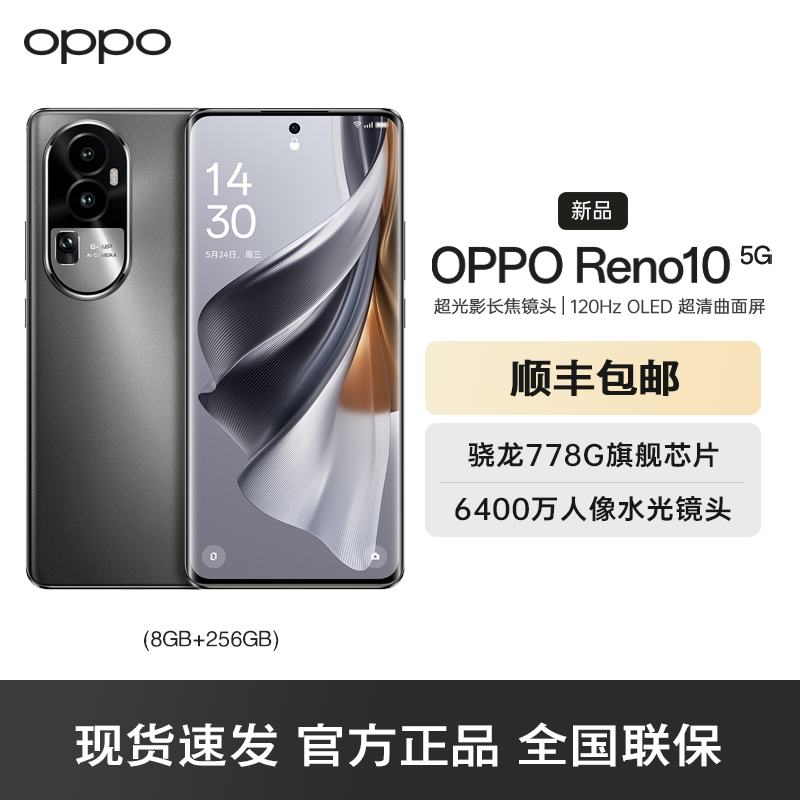 oppo
14
30
5月24日，周三
64MP
AI CAMERA
新品
OPPO Reno10 5G
超光影长焦镜头|120Hz OLED 超清曲面屏
顺丰包邮
骁龙778G旗舰芯片
6400万人像水光镜头
(8GB+256GB)
现货速发 官方正品 全国联保